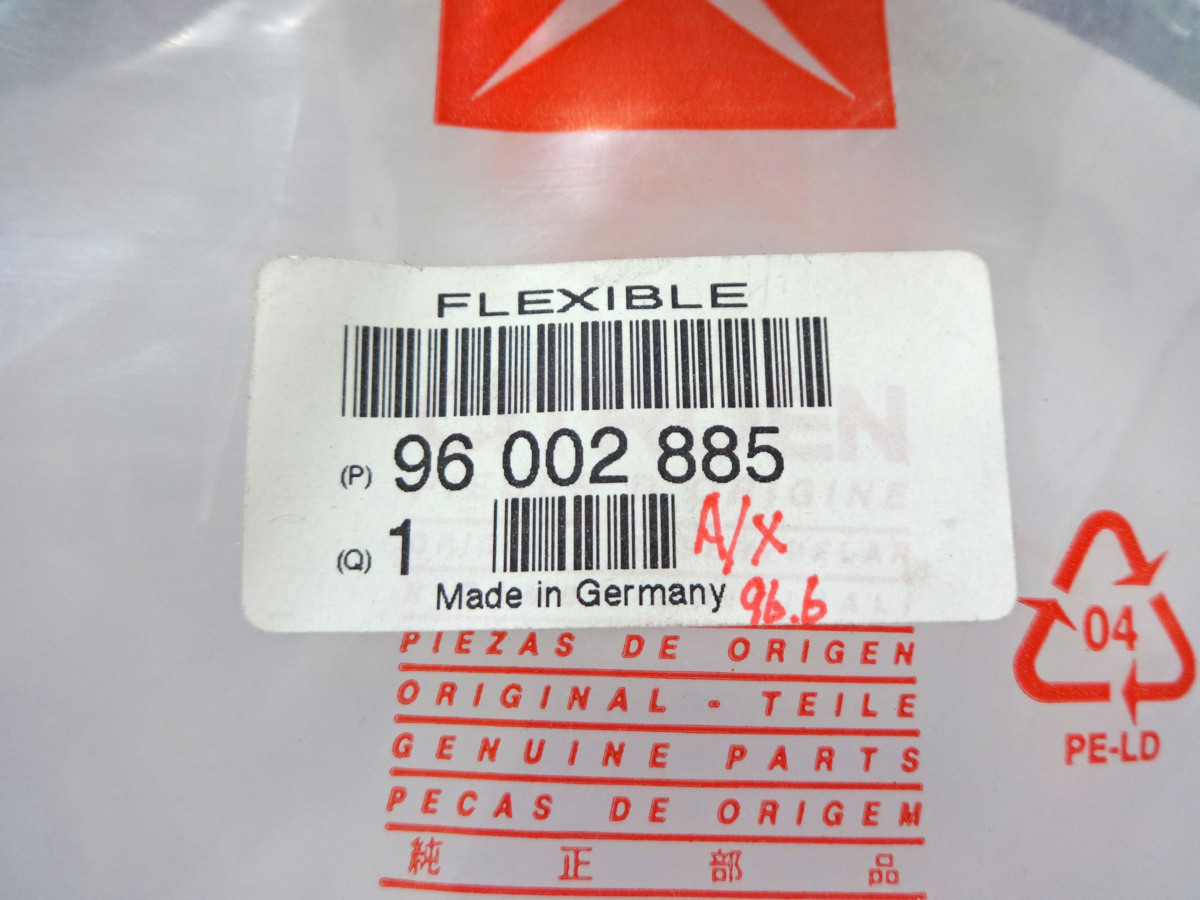 FLEXIBLE
(P) 96 002 885
(Q) 1
A/X
Made in Germany
96.6
PIEZAS DE ORIGEN
ORIGINAL - TEILE
GENUINE PARTS
PECAS DE ORIGEM
純正部品
04
PE-LD